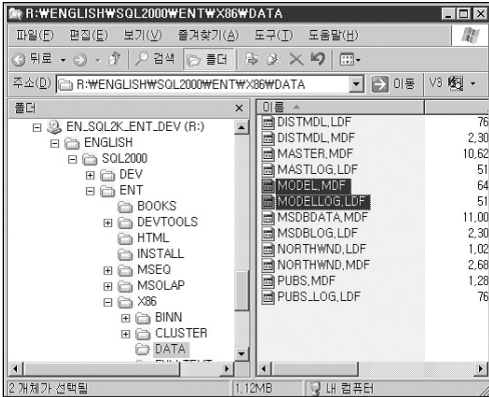 R:₩ENGLISH₩SQL2000₩ENT₩X86₩DATA
파일(F) 편집(E) 보기(V) 즐겨찾기(A) 도구(T) 도움말(H)
뒤로 검색 폴더
주소(D) R:₩ENGLISH₩SQL2000₩ENT₩X86₩DATA 이동 V3
폴더
EN_SQL2K_ENT_DEV (R:)
ENGLISH
SQL2000
DEV
ENT
BOOKS
DEVTOOLS
HTML
INSTALL
MSEQ
MSOLAP
X86
BINN
CLUSTER
DATA
이름
DISTMDL.LDF 76
DISTMDL.MDF 2,30
MASTER.MDF 10,62
MASTLOG.LDF 51
MODEL.MDF 64
MODELLOG.LDF 51
MSDBDATA.MDF 11,00
MSDBLOG.LDF 2,30
NORTHWND.LDF 1,02
NORTHWND.MDF 2,68
PUBS.MDF 1,28
PUBS_LOG.LDF 76
2 개체가 선택됨 1.12MB 내 컴퓨터